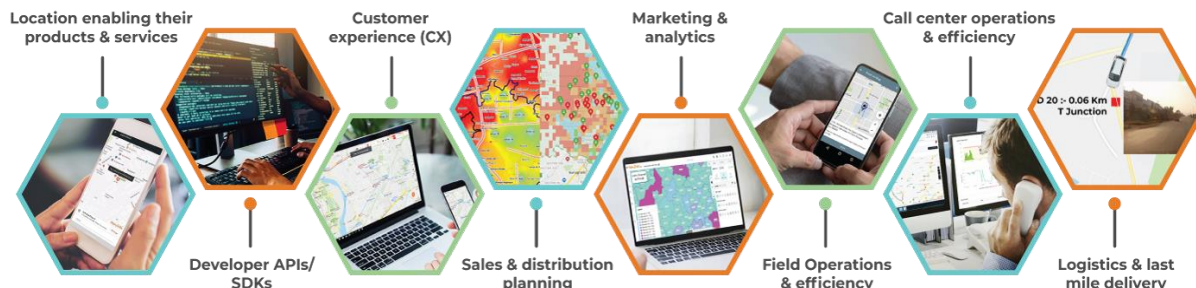 Location enabling their
products & services
Customer
experience (CX)
Marketing &
analytics
Call center operations
& efficiency
D 20 :- 0.06 Km
T Junction
Developer APIs/
SDKs
Sales & distribution
planning
Field Operations
& efficiency
Logistics & last
mile delivery